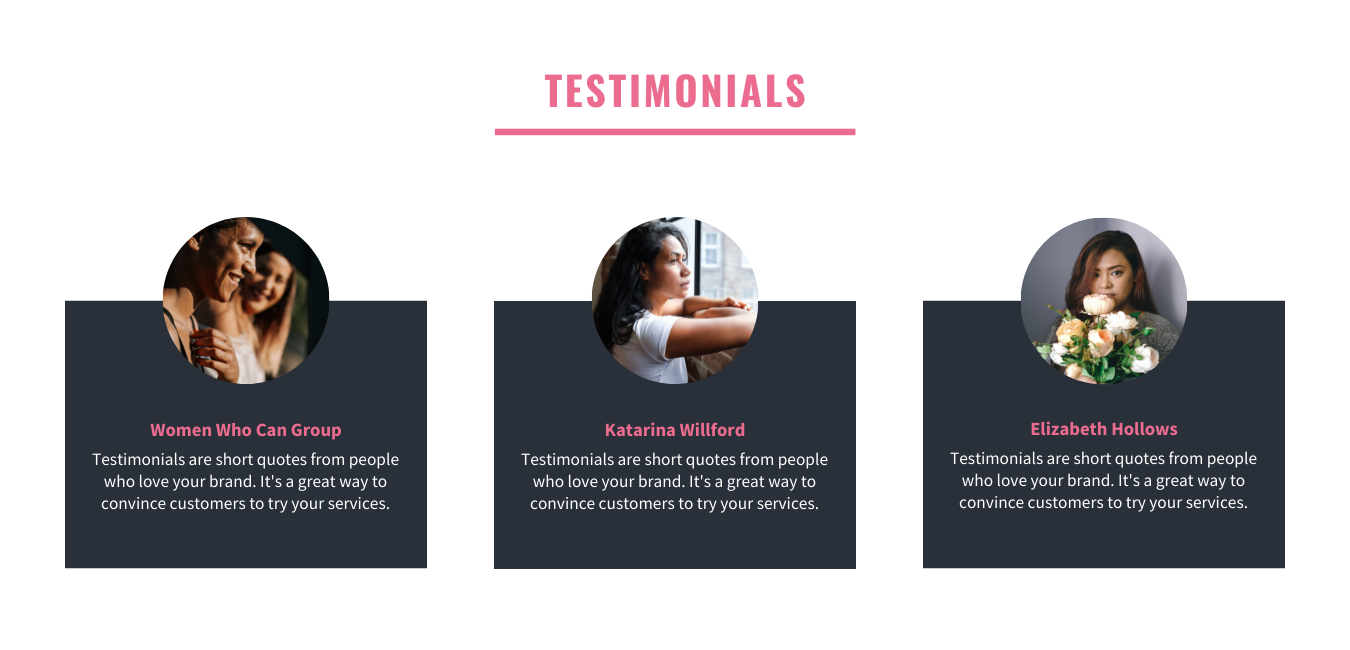 TESTIMONIALS
Women Who Can Group
Testimonials are short quotes from people
who love your brand. It's a great way to
convince customers to try your services.
Katarina Willford
Testimonials are short quotes from people
who love your brand. It's a great way to
convince customers to try your services.
Elizabeth Hollows
Testimonials are short quotes from people
who love your brand. It's a great way to
convince customers to try your services.